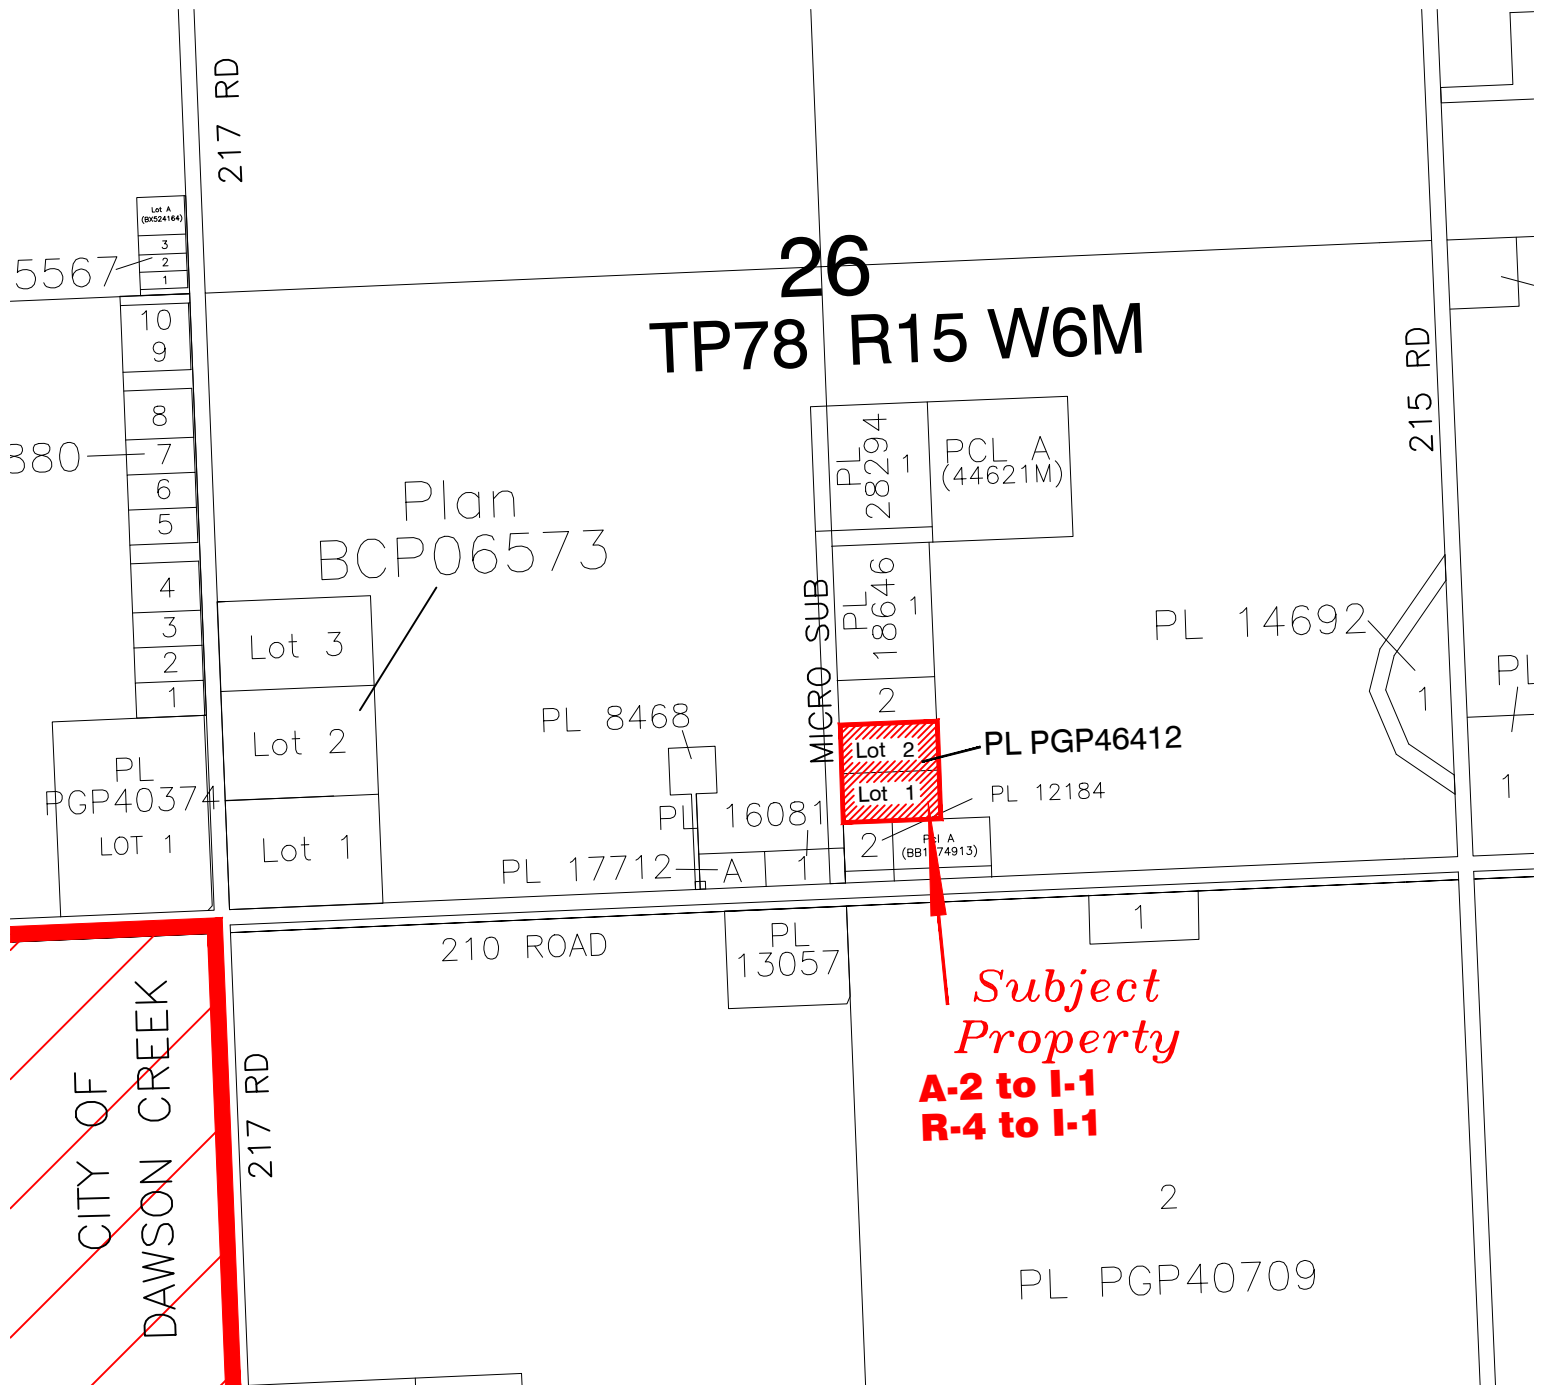 217 RD
Lot A
(BX524164)
3
2
1
5567
26
TP78 R15 W6M
10
9
8
7
6
5
4
3
2
1
880
215 RD
PL
28294
1
PCL A
(44621M)
Plan
BCP06573
MICRO SUB
PL
18646
1
2
PL 14692
1
PL
1
Lot 3
Lot 2
Lot 1
PL
PGP40374
LOT 1
PL 8468
Lot 2
Lot 1
PL PGP46412
PL 12184
PL 16081
PL 17712
A
1
2
Pcl A
210 ROAD
PL
13057
1
Subject
Property
A-2 to I-1
R-4 to I-1
CITY OF
DAWSON CREEK
217 RD
2
PL PGP40709